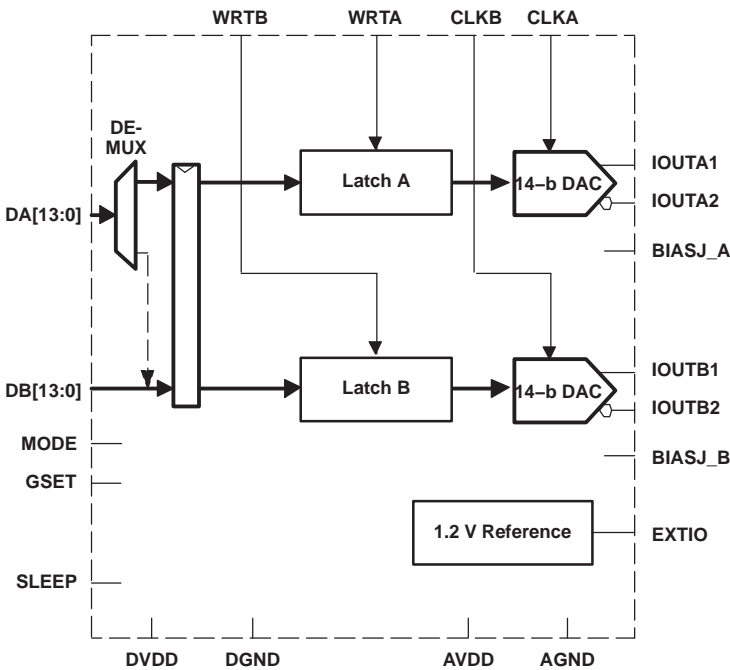 WRTB WRTA CLKB CLKA
DE-
MUX
Latch A
14–b DAC
IOUTA1
IOUTA2
DA[13:0]
BIASJ_A
DB[13:0]
Latch B
14–b DAC
IOUTB1
IOUTB2
MODE
BIASJ_B
GSET
1.2 V Reference
EXTIO
SLEEP
DVDD DGND AVDD AGND